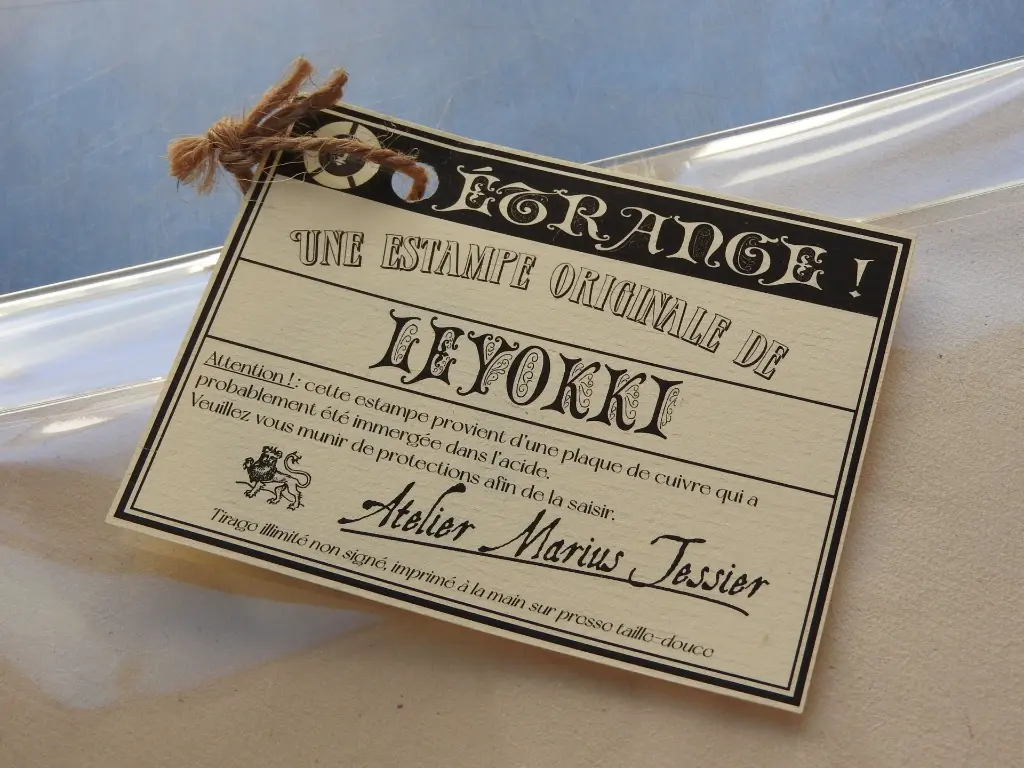 ÉTRANGE !
UNE ESTAMPE ORIGINALE DE
LEYOKKI
Attention ! : cette estampe provient d'une plaque de cuivre qui a
probablement été immergée dans l'acide.
Veuillez vous munir de protections afin de la saisir.
Atelier Marius Tessier
Tirage illimité non signé, imprimé à la main sur presse taille-douce